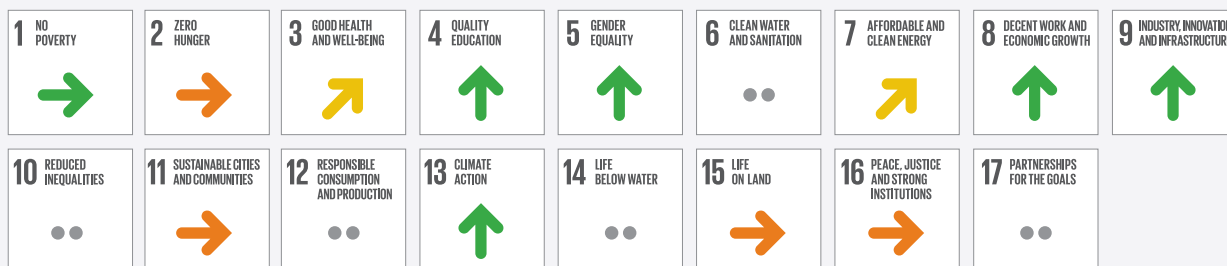 1 NO
POVERTY
2 ZERO
HUNGER
3 GOOD HEALTH
AND WELL-BEING
4 QUALITY
EDUCATION
5 GENDER
EQUALITY
6 CLEAN WATER
AND SANITATION
7 AFFORDABLE AND
CLEAN ENERGY
8 DECENT WORK AND
ECONOMIC GROWTH
9 INDUSTRY, INNOVATIO
AND INFRASTRUCTUR
10 REDUCED
INEQUALITIES
11 SUSTAINABLE CITIES
AND COMMUNITIES
12 RESPONSIBLE
CONSUMPTION
AND PRODUCTION
13 CLIMATE
ACTION
14 LIFE
BELOW WATER
15 LIFE
ON LAND
16 PEACE, JUSTICE
AND STRONG
INSTITUTIONS
17 PARTNERSHIPS
FOR THE GOALS